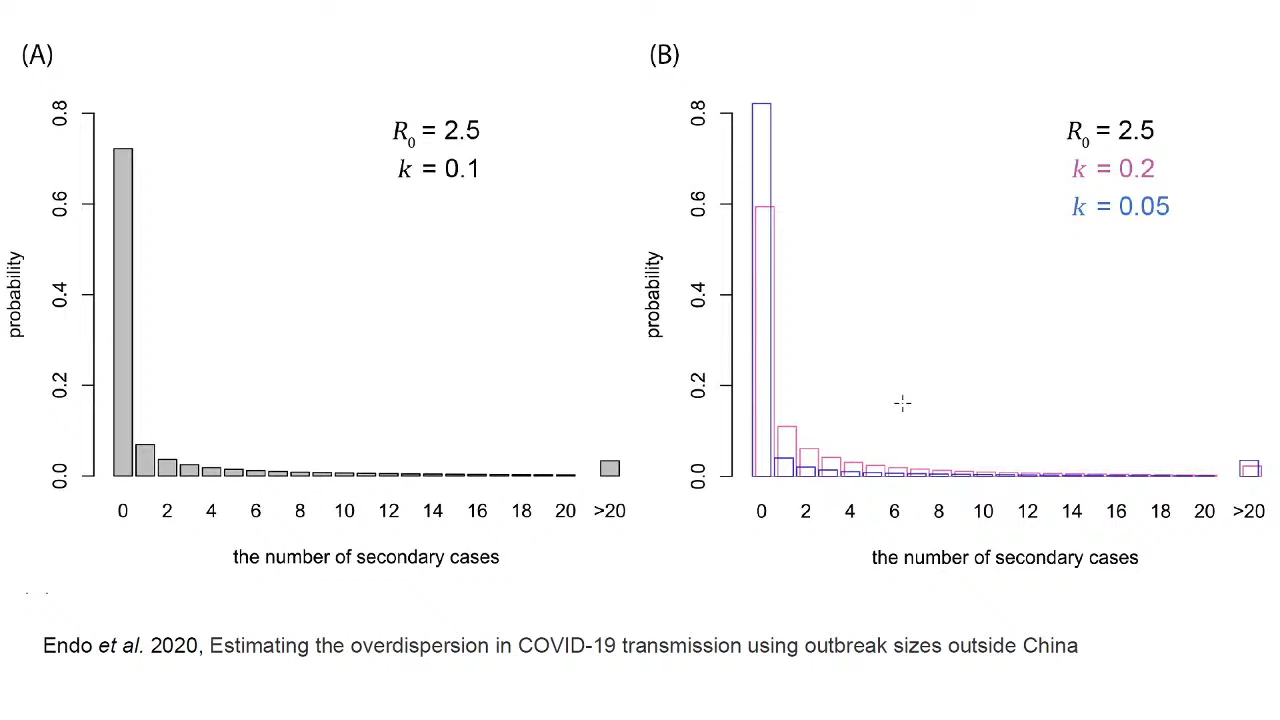 (A)
(B)
R0 = 2.5
k = 0.1
R0 = 2.5
k = 0.2
k = 0.05
probability
0.0 0.2 0.4 0.6 0.8
0 2 4 6 8 10 12 14 16 18 20 >20
the number of secondary cases
probability
0.0 0.2 0.4 0.6 0.8
0 2 4 6 8 10 12 14 16 18 20 >20
the number of secondary cases
Endo et al. 2020, Estimating the overdispersion in COVID-19 transmission using outbreak sizes outside China